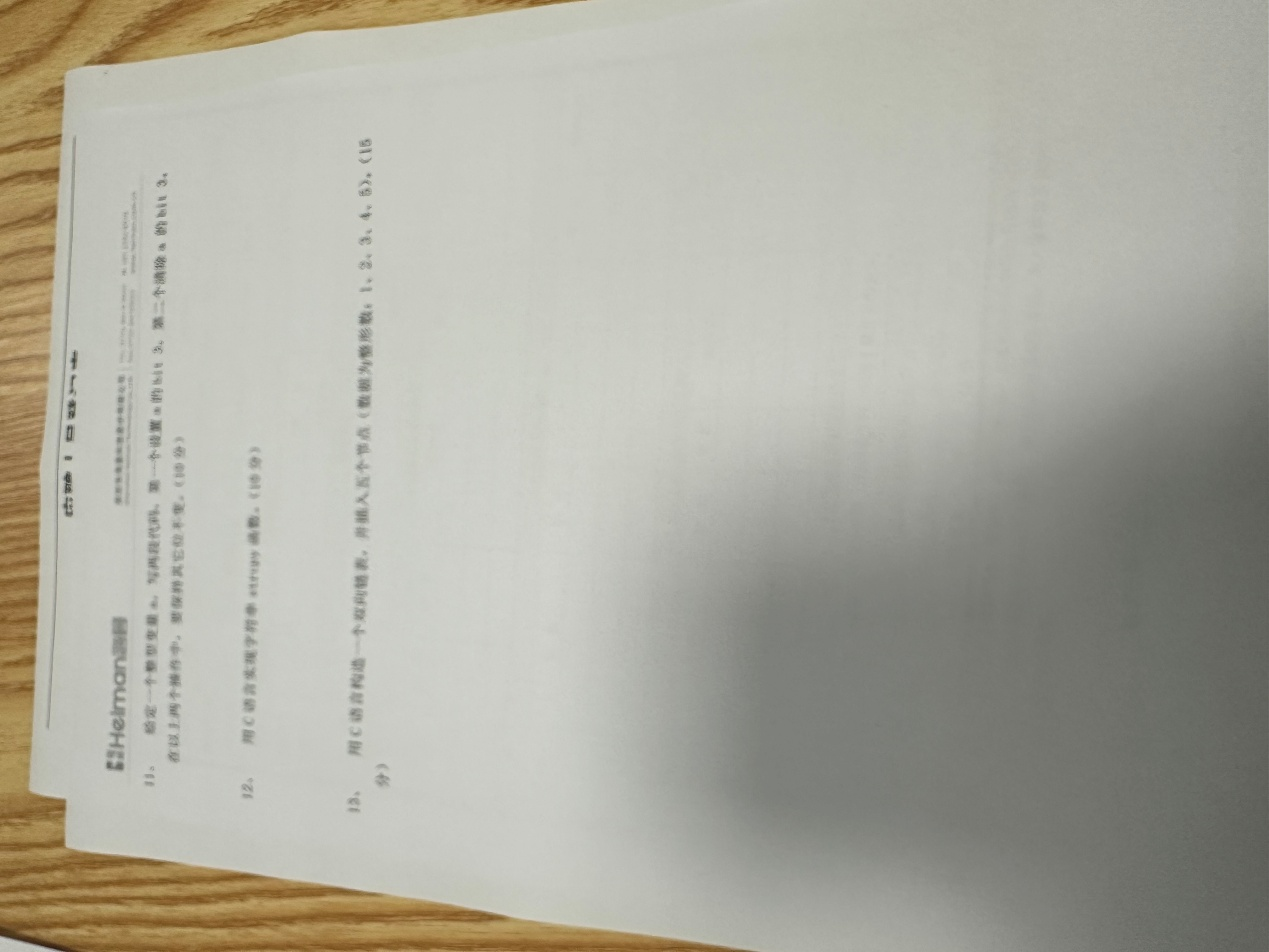 Heiman
11、 给定一个整型变量 a，写两段代码，第一个设置 a 的 bit 3，第二个清除 a 的 bit 3，
在以上两个操作中，要保持其它位不变。（10 分）
12、 用 C 语言实现字符串 strcpy 函数。（10 分）
13、 用 C 语言构造一个双向链表，并插入五个节点（数据为整形数：1、2、3、4、5）。（15
分）